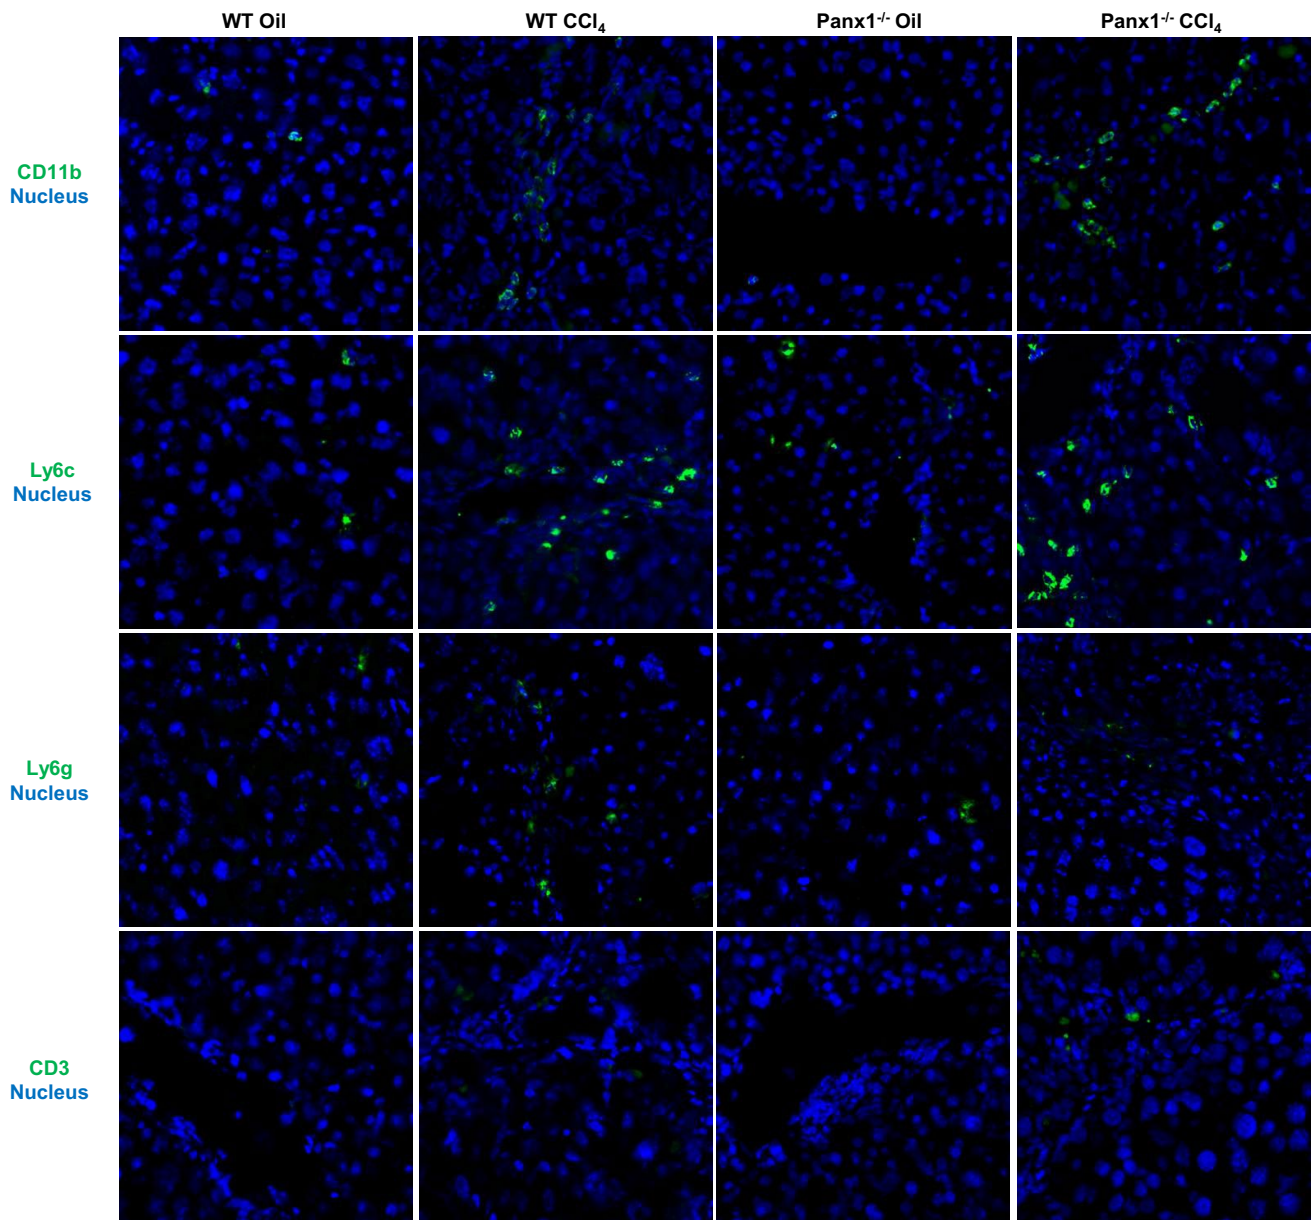 WT Oil
WT CCl₄
Panx1⁻/⁻ Oil
Panx1⁻/⁻ CCl₄
CD11b
Nucleus
Ly6c
Nucleus
Ly6g
Nucleus
CD3
Nucleus